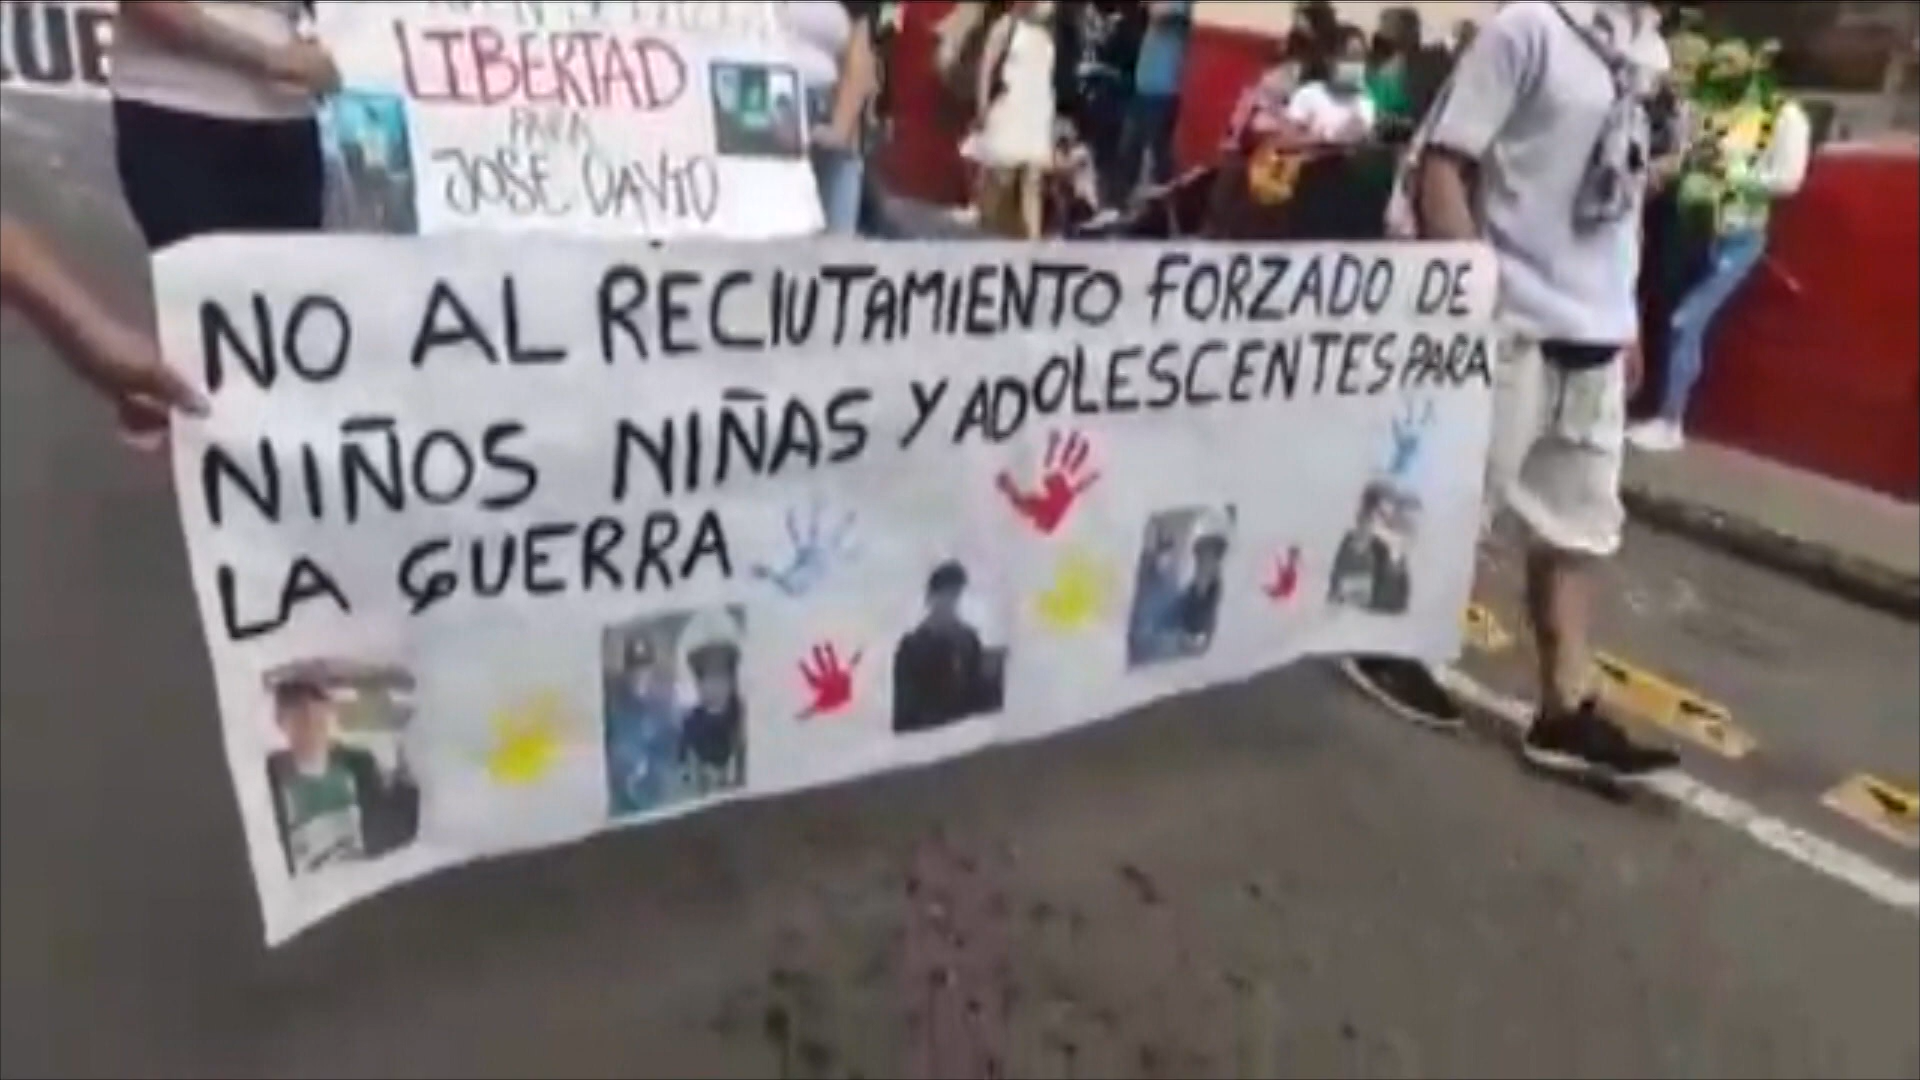 LIBERTAD
PARA
JOSE DAVID
NO AL RECIUTAMIENTO FORZADO DE
NIÑOS NIÑAS Y ADOLESCENTES PARA
LA GUERRA